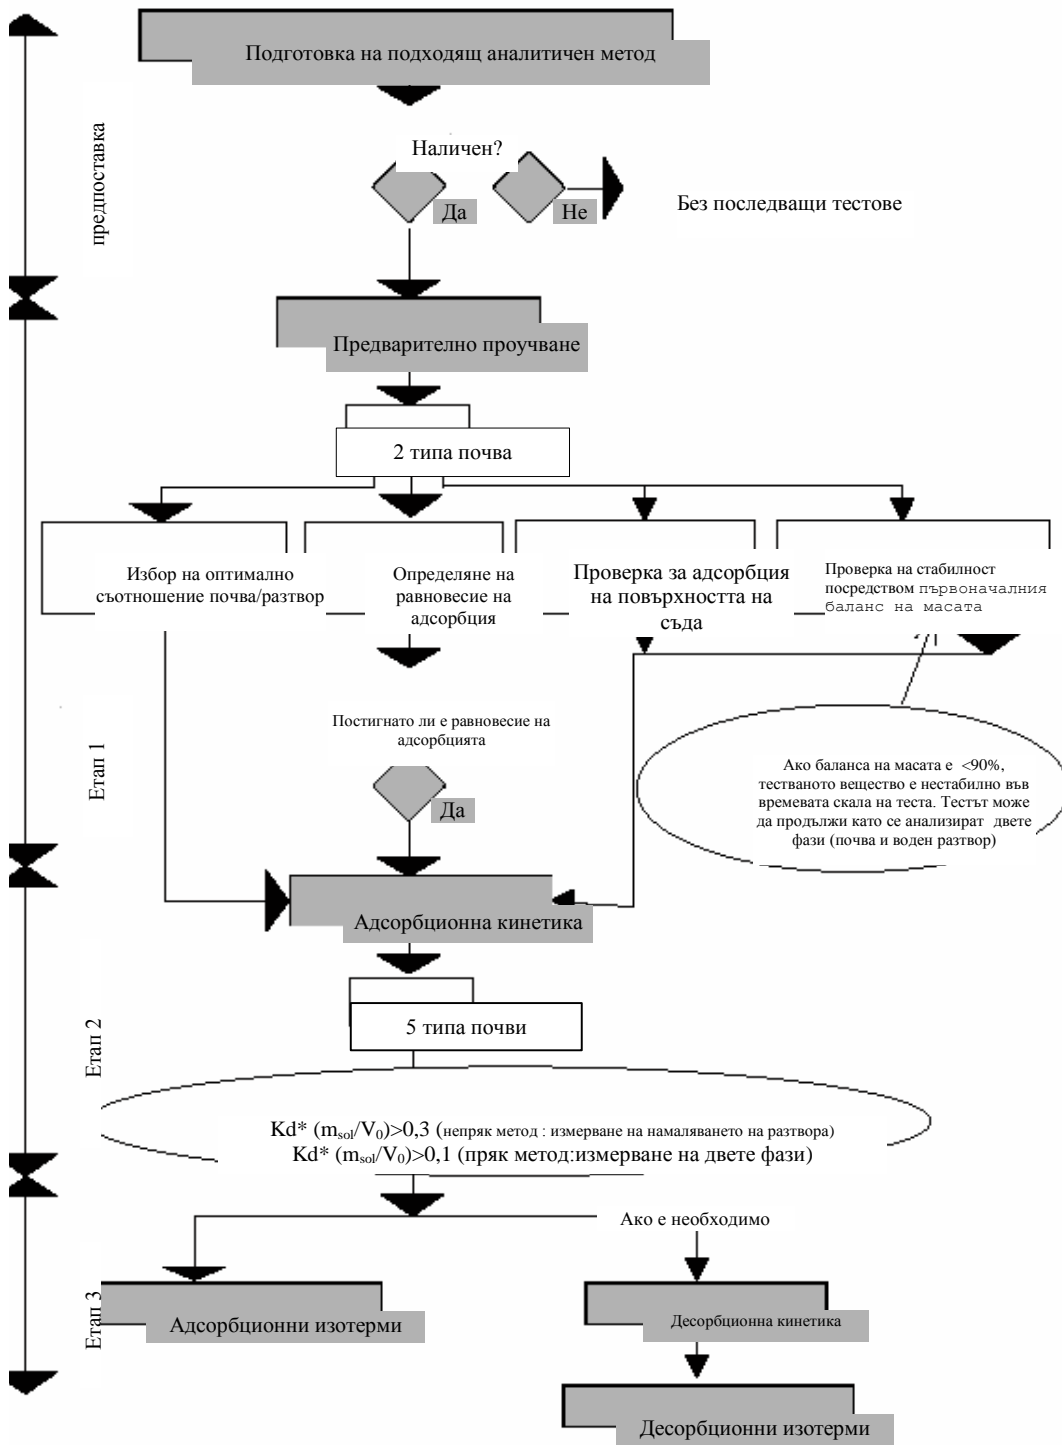 Подготовка на подходящ аналитичен метод
предпоставка
Наличен?
Да
Не
Без последващи тестове
Предварително проучване
2 типа почва
Избор на оптимално
съотношение почва/разтвор
Определяне на
равновесие на
адсорбция
Проверка за адсорбция
на повърхността на
съда
Проверка на стабилност
посредством първоначалния
баланс на масата
Етап 1
Постигнато ли е равновесие на
адсорбцията
Да
Ако баланса на масата е <90%,
тестваното вещество е нестабилно във
времевата скала на теста. Тестът може
да продължи като се анализират двете
фази (почва и воден разтвор)
Адсорбционна кинетика
Етап 2
5 типа почви
Kd* (m_sol/V_0)>0,3 (непряк метод : измерване на намаляването на разтвора)
Kd* (m_sol/V_0)>0,1 (пряк метод:измерване на двете фази)
Ако е необходимо
Етап 3
Адсорбционни изотерми
Десорбционна кинетика
Десорбционни изотерми